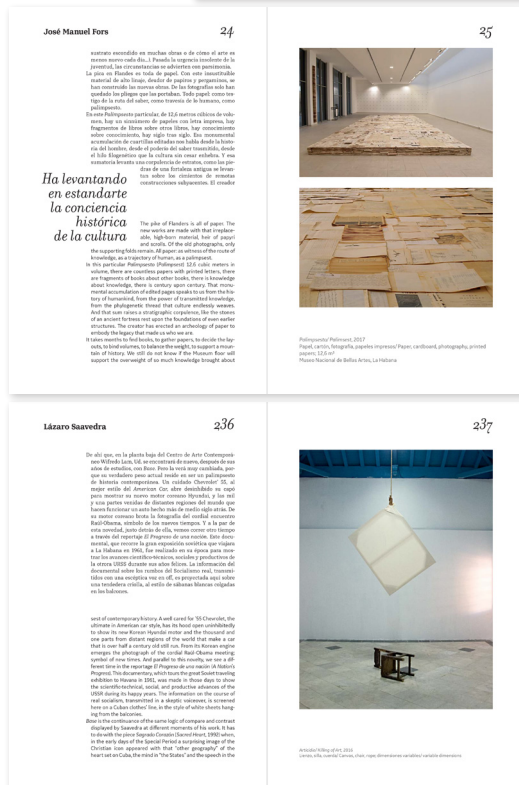 José Manuel Fors
24
sustrato escondido en muchas obras o de cómo el arte es
menos nuevo cada día...). Pasada la urgencia insolente de la
juventud, las circunstancias se advierten con parsimonia.
La pira en Flandes es toda de papel. Con ese insustituible
material de alto linaje, deudor de papiros y pergaminos, se
han construido las nuevas obras. De las fotografías solo han
quedado los pliegos que las portaban. Todo papel: como tes-
tigo de la ruta del saber, como travesía de lo humano, como
palimpsesto.
En este Palimpsesto particular, de 12,6 metros cúbicos de volu-
men, hay un sinnúmero de papeles con letra impresa, hay
fragmentos de libros sobre otros libros, hay conocimiento
sobre conocimiento, hay siglo tras siglo. Esa monumental
acumulación de cuartillas editadas nos habla desde la histo-
ria del hombre, desde el poderío del saber trasmitido, desde
el hilo filogenético que la cultura sin cesar enhebra. Y esa
sumatoria levanta una corpulencia de estratos, como las pie-
dras de una fortaleza antigua se levan-
tan sobre los cimientos de remotas
construcciones subyacentes. El creador
Ha levantando
en estandarte
la conciencia
histórica
de la cultura
The pike of Flanders is all of paper. The
new works are made with that irreplace-
able, high-born material, heir of papyri
and scrolls. Of the old photographs, only
the supporting folds remain. All paper: as witness of the route of
knowledge, as a trajectory of human, as a palimpsest.
In this particular Palimpsesto (Palimpsest) 12.6 cubic meters in
volume, there are countless papers with printed letters, there
are fragments of books about other books, there is knowledge
about knowledge, there is century upon century. That monu-
mental accumulation of edited pages speaks to us from the his-
tory of humankind, from the power of transmitted knowledge,
from the phylogenetic thread that culture endlessly weaves.
And that sum raises a stratigraphic corpulence, like the stones
of an ancient fortress rest upon the foundations of even earlier
structures. The creator has erected an archeology of paper to
embody the legacy that made us who we are.
It takes months to find books, to gather papers, to decide the lay-
outs, to bind volumes, to balance the weight, to support a moun-
tain of history. We still do not know if the Museum floor will
support the overweight of so much knowledge brought about
25
Palimpsesto/ Palimsest, 2017
Papel, cartón, fotografía, papeles impresos/ Paper, cardboard, photography, printed
papers; 12,6 m³
Museo Nacional de Bellas Artes, La Habana
Lázaro Saavedra
236
De ahí que, en la planta baja del Centro de Arte Contemporá-
neo Wifredo Lam, Ud. se encontrará de nuevo, después de sus
años de estudios, con Base. Pero la verá muy cambiada, por-
que su verdadero peso actual reside en ser un palimpsesto
de historia contemporánea. Un cuidado Chevrolet' 55, al
mejor estilo del American Car, abre desinhibido su capó
para mostrar su nuevo motor coreano Hyundai, y las mil
y una partes venidas de distantes regiones del mundo que
hacen funcionar un auto hecho más de medio siglo atrás. De
su motor coreano brota la fotografía del cordial encuentro
Raúl-Obama, símbolo de los nuevos tiempos. Y a la par de
esta novedad, justo detrás de ella, vemos correr otro tiempo
a través del reportaje El Progreso de una nación. Este docu-
mental, que recorre la gran exposición soviética que viajara
a La Habana en 1961, fue realizado en su época para mos-
trar los avances científico-técnicos, sociales y productivos de
la otrora URSS durante sus años felices. La información del
documental sobre los rumbos del Socialismo real, transmi-
tidos con una escéptica voz en off, es proyectada aquí sobre
una tendedera criolla, al estilo de sábanas blancas colgadas
en los balcones.
sest of contemporary history. A well cared for '55 Chevrolet, the
ultimate in American car style, has its hood open uninhibitedly
to show its new Korean Hyundai motor and the thousand and
one parts from distant regions of the world that make a car
that is over half a century old still run. From its Korean engine
emerges the photograph of the cordial Raúl-Obama meeting;
symbol of new times. And parallel to this novelty, we see a dif-
ferent time in the reportage El Progreso de una nación (A Nation's
Progress). This documentary, which tours the great Soviet traveling
exhibition to Havana in 1961, was made in those days to show
the scientific-technical, social, and productive advances of the
USSR during its happy years. The information on the course of
real socialism, transmitted in a skeptic voiceover, is screened
here on a Cuban clothes' line, in the style of white sheets hang-
ing from the balconies.
Base is the continuance of the same logic of compare and contrast
displayed by Saavedra at different moments of his work. It has
to do with the piece Sagrado Corazón (Sacred Heart, 1992) when,
in the early days of the Special Period a surprising image of the
Christian icon appeared with that "other geography" of the
heart set on Cuba, the mind in "the States" and the speech in the
237
Articidio/ Killing of Art, 2015
Lienzo, silla, cuerda/ Canvas, chair, rope; dimensiones variables/ variable dimensions